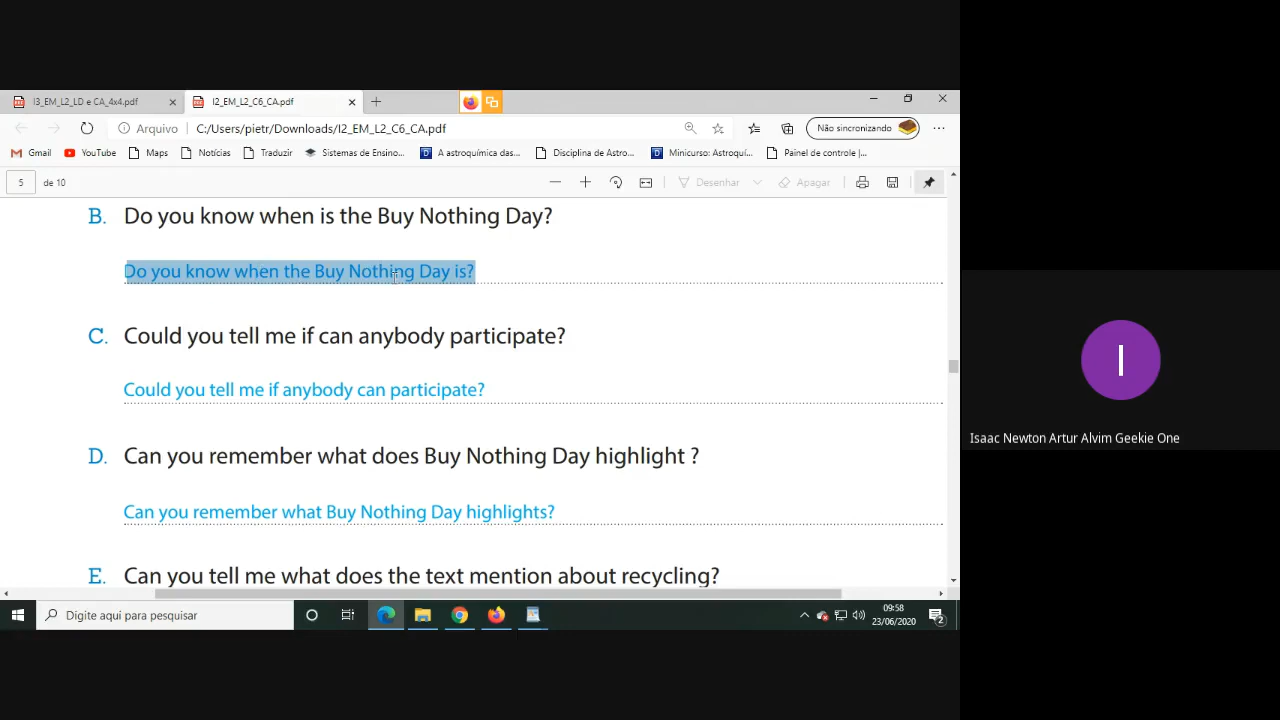 I3_EM_L2_LD e CA_4x4.pdf
I2_EM_L2_C6_CA.pdf
Arquivo C:/Users/pietr/Downloads/I2_EM_L2_C6_CA.pdf Não sincronizando
Gmail YouTube Maps Notícias Traduzir Sistemas de Ensino... A astroquímica das... Disciplina de Astro... Minicurso: Astroquí... Painel de controle |...
5 de 10 Desenhar Apagar
B. Do you know when is the Buy Nothing Day?
Do you know when the Buy Nothing Day is?
C. Could you tell me if can anybody participate?
Could you tell me if anybody can participate?
D. Can you remember what does Buy Nothing Day highlight ?
Can you remember what Buy Nothing Day highlights?
E. Can you tell me what does the text mention about recycling?
Digite aqui para pesquisar
09:58
23/06/2020
2
I
Isaac Newton Artur Alvim Geekie One